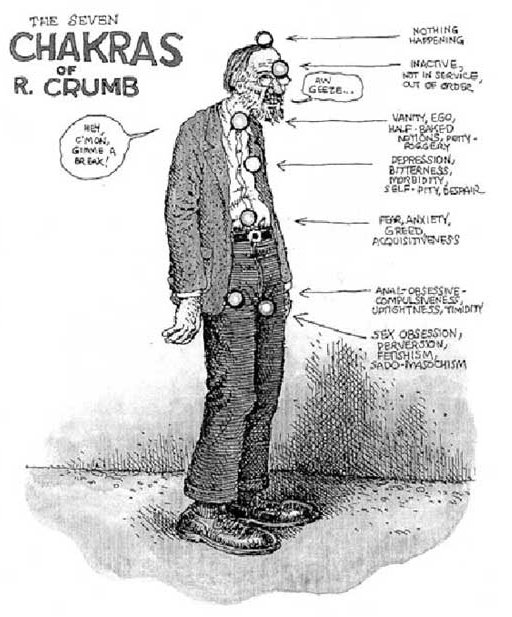 THE SEVEN
CHAKRAS
OF
R. CRUMB
HEY,
C'MON,
GIMME A
BREAK!
AW
GEEZE...
NOTHING
HAPPENING
INACTIVE,
NOT IN SERVICE,
OUT OF ORDER
VANITY, EGO,
HALF-BAKED
NOTIONS, PETTY-
FOGGERY
DEPRESSION,
BITTERNESS,
MORBIDITY,
SELF-PITY, DESPAIR
FEAR, ANXIETY,
GREED,
ACQUISITIVENESS
ANAL-OBSESSIVE-
COMPULSIVENESS,
UPTIGHTNESS, TIMIDITY
SEX OBSESSION,
PERVERSION,
FETISHISM,
SADO-MASOCHISM